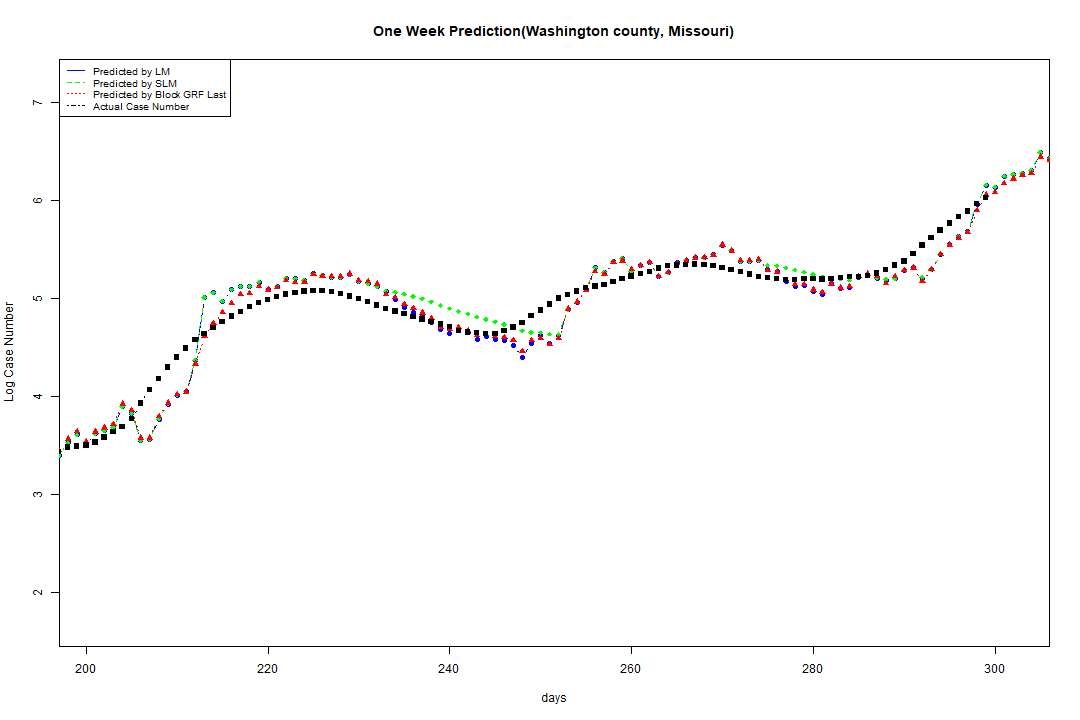 One Week Prediction(Washington county, Missouri)
Predicted by LM
Predicted by SLM
Predicted by Block GRF Last
Actual Case Number
7
6
5
4
3
2
Log Case Number
200 220 240 260 280 300
days